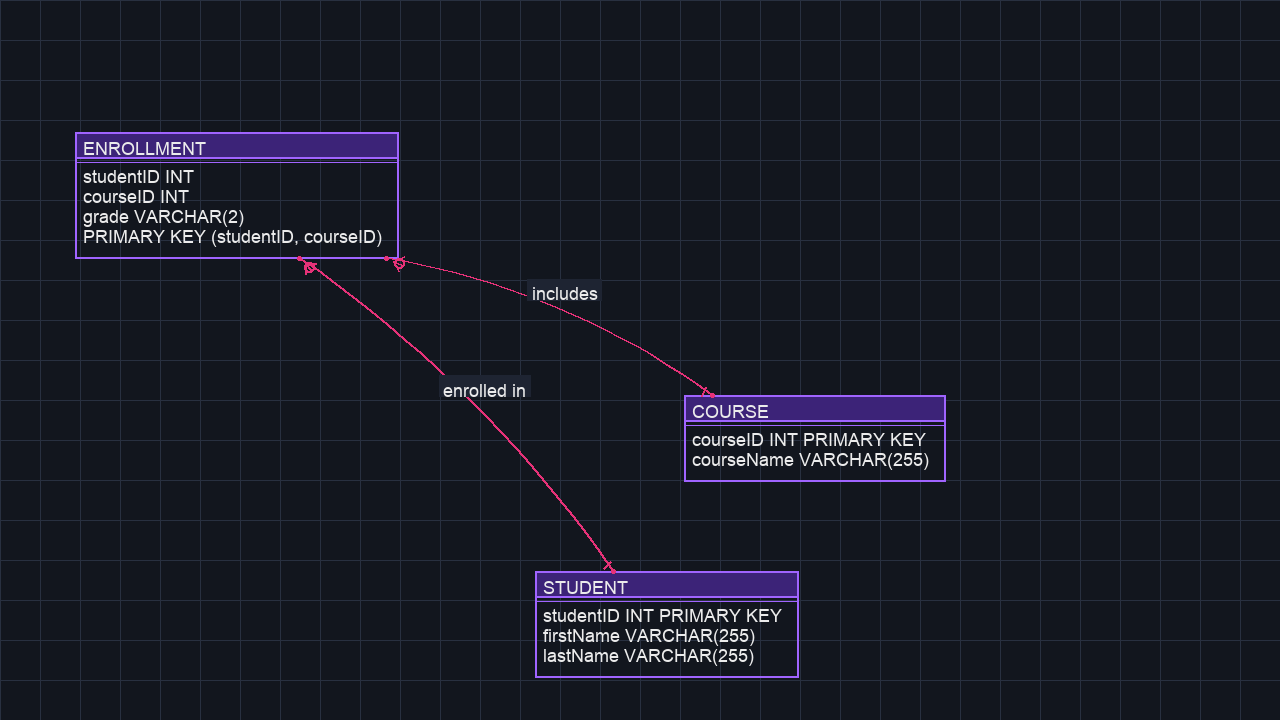 ENROLLMENT
studentID INT
courseID INT
grade VARCHAR(2)
PRIMARY KEY (studentID, courseID)
includes
enrolled in
COURSE
courseID INT PRIMARY KEY
courseName VARCHAR(255)
STUDENT
studentID INT PRIMARY KEY
firstName VARCHAR(255)
lastName VARCHAR(255)